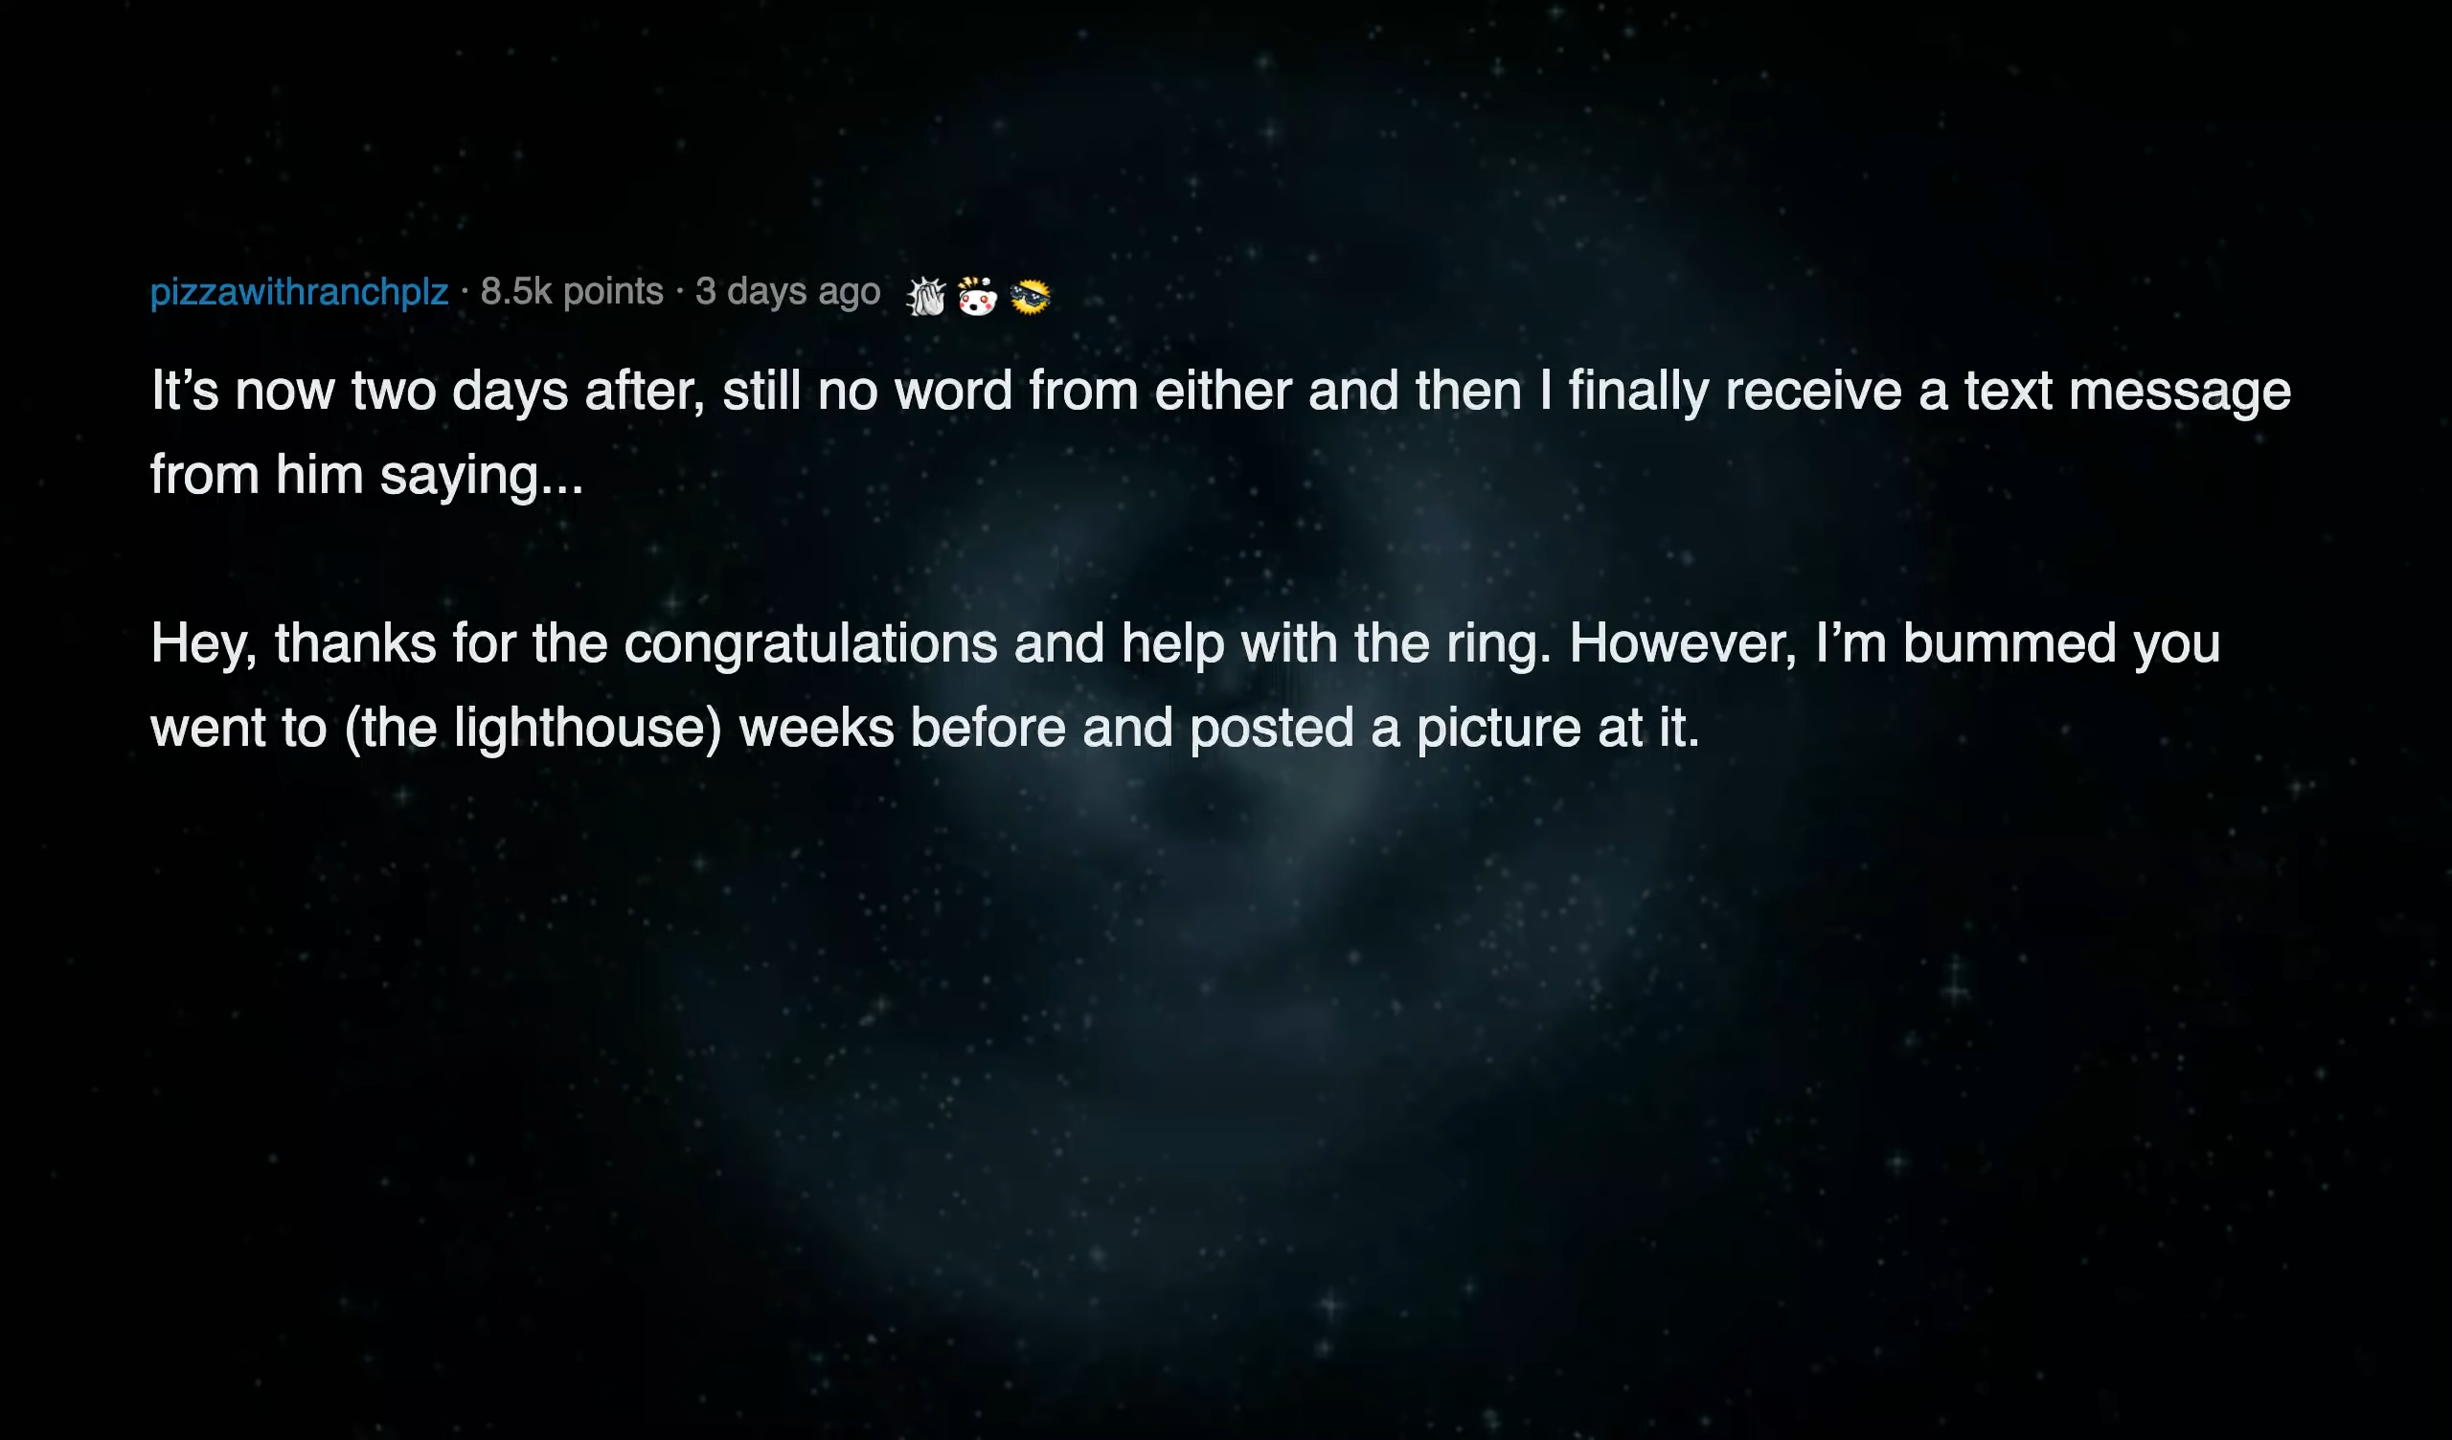 pizzawithranchplz · 8.5k points · 3 days ago
It’s now two days after, still no word from either and then I finally receive a text message
from him saying...
Hey, thanks for the congratulations and help with the ring. However, I’m bummed you
went to (the lighthouse) weeks before and posted a picture at it.